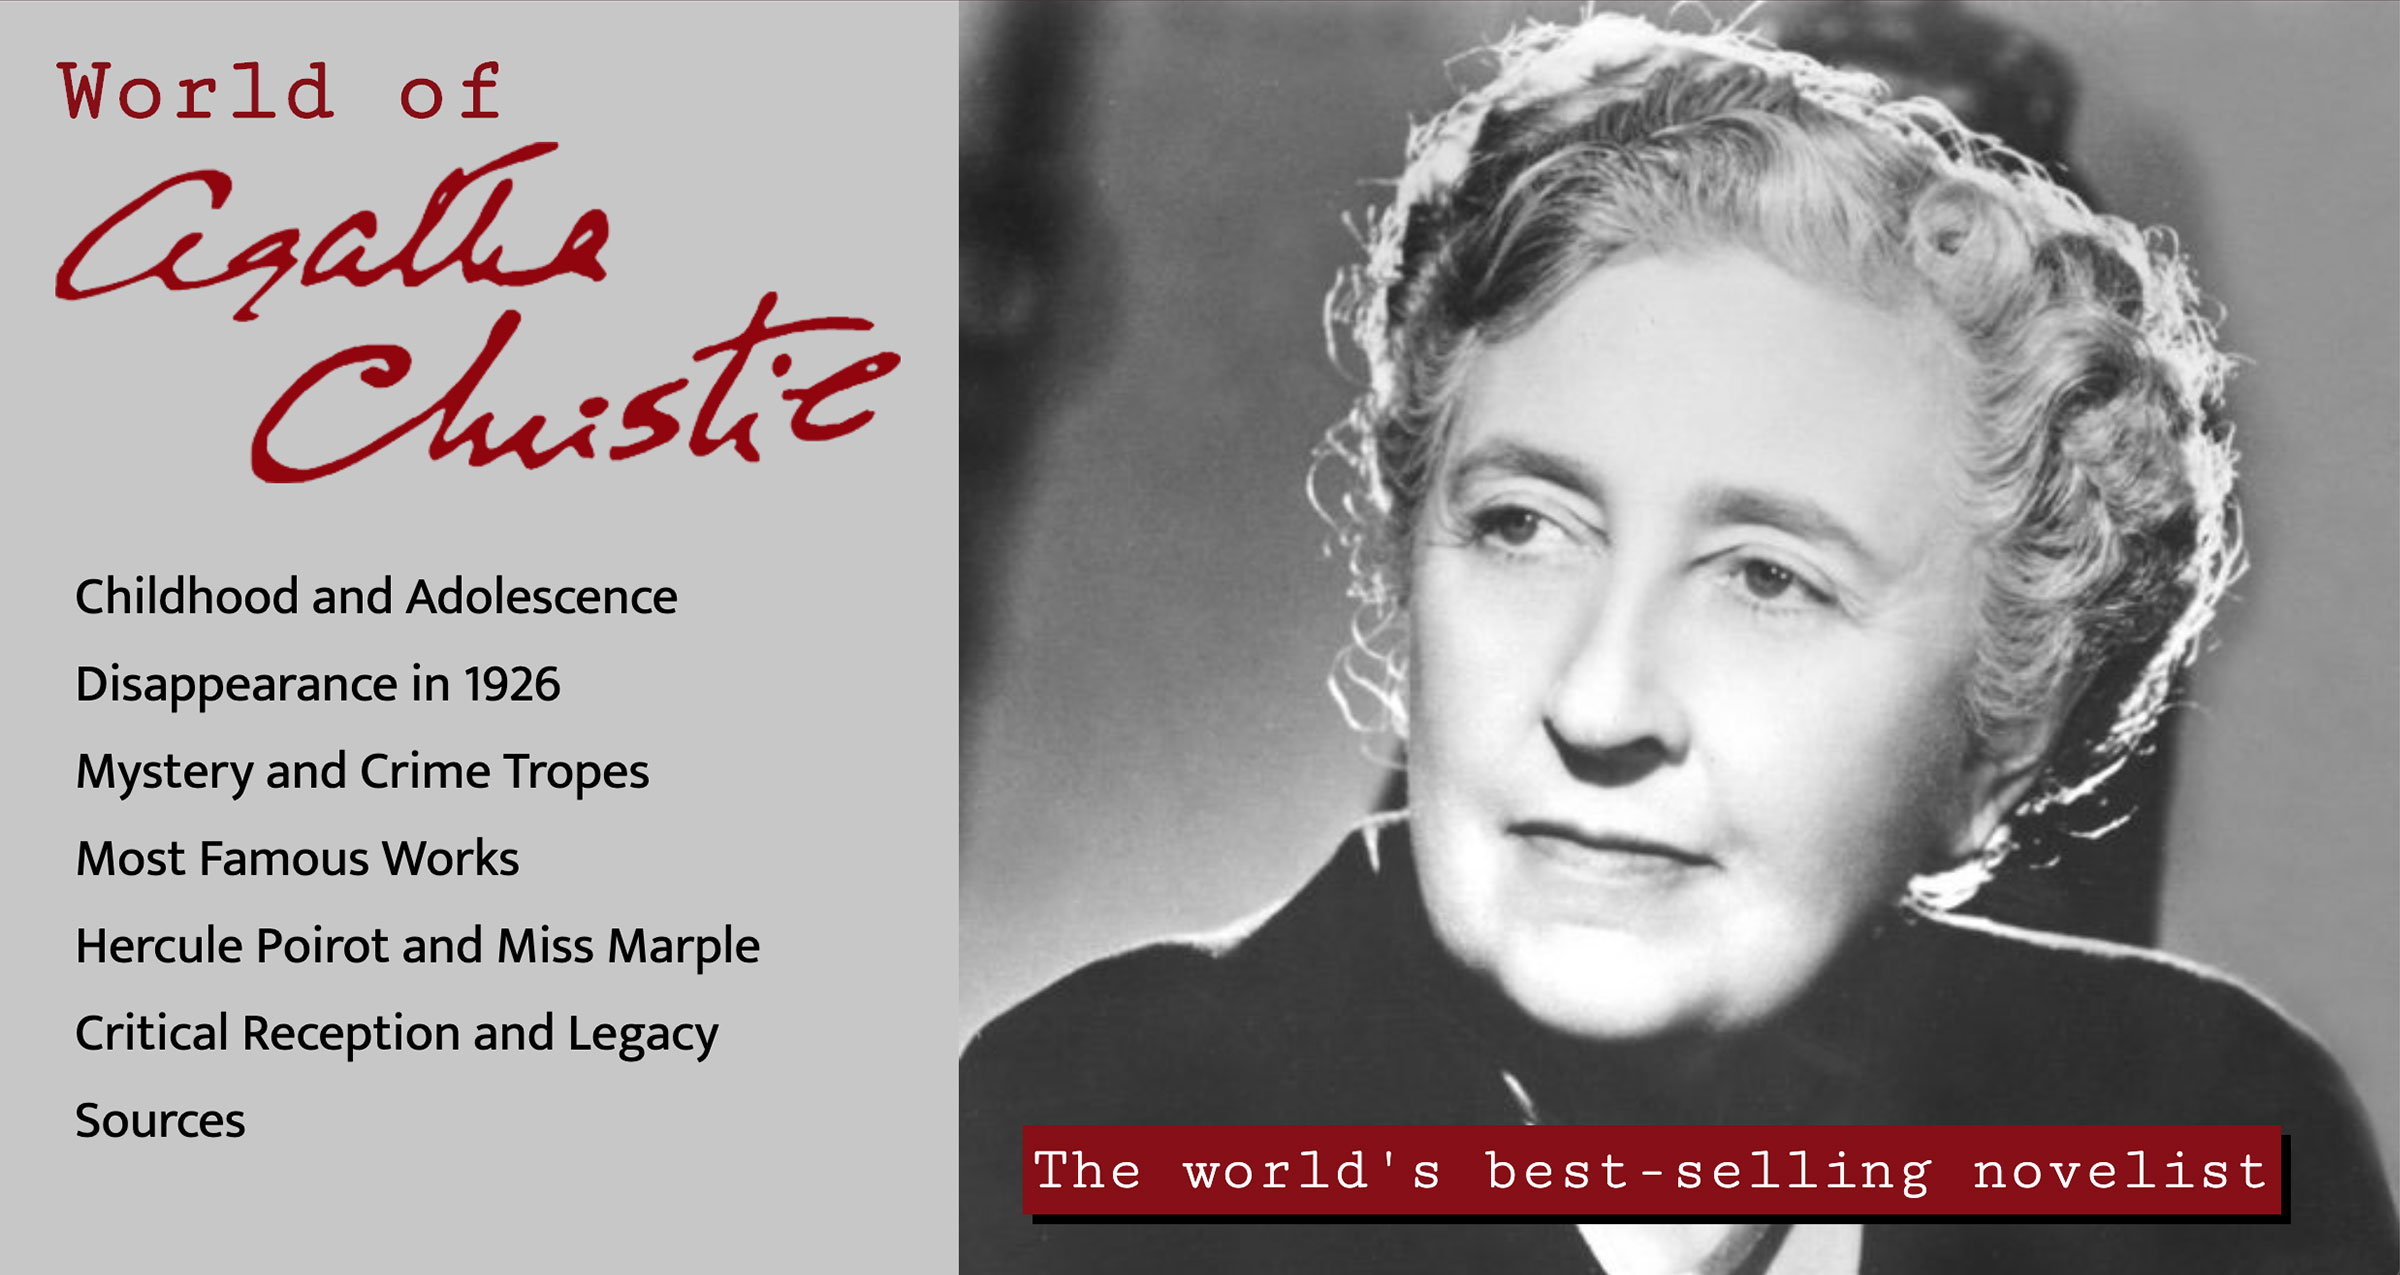 World of
Agatha
Christie
Childhood and Adolescence
Disappearance in 1926
Mystery and Crime Tropes
Most Famous Works
Hercule Poirot and Miss Marple
Critical Reception and Legacy
Sources
The world's best-selling novelist